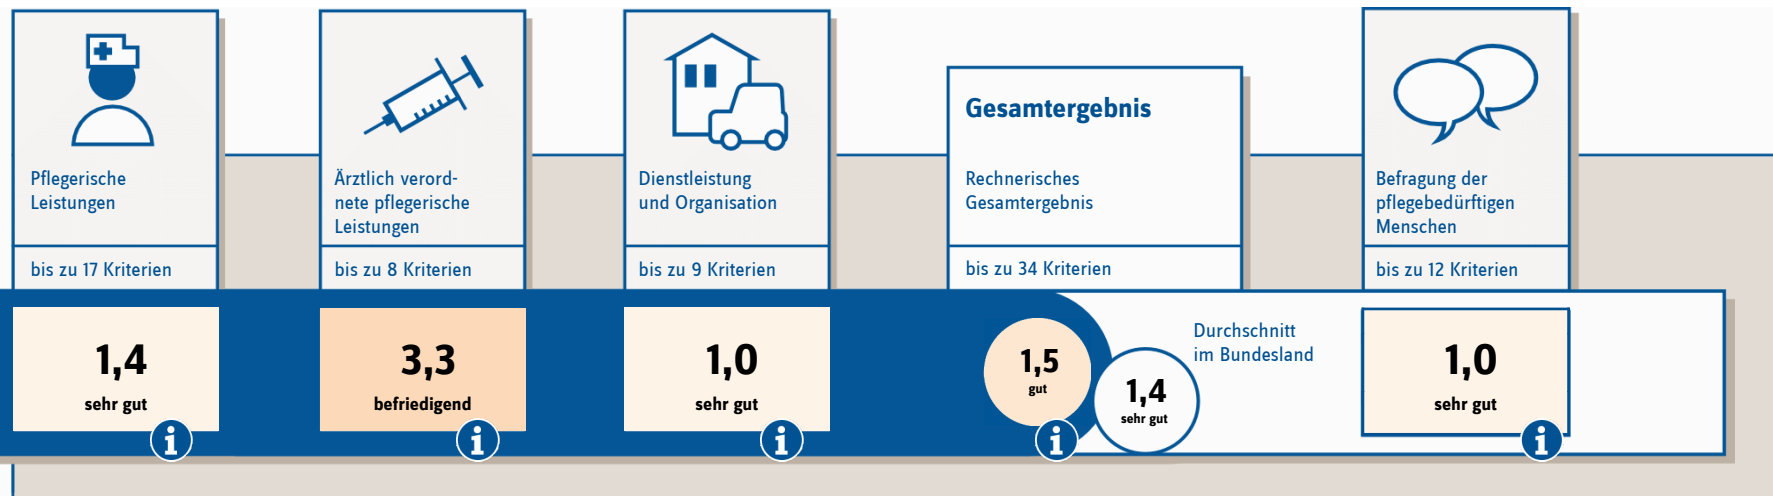 Pflegerische
Leistungen
bis zu 17 Kriterien
1,4
sehr gut
Ärztlich verord-
nete pflegerische
Leistungen
bis zu 8 Kriterien
3,3
befriedigend
Dienstleistung
und Organisation
bis zu 9 Kriterien
1,0
sehr gut
Gesamtergebnis
Rechnerisches
Gesamtergebnis
bis zu 34 Kriterien
1,5
gut
Durchschnitt
im Bundesland
1,4
sehr gut
Befragung der
pflegebedürftigen
Menschen
bis zu 12 Kriterien
1,0
sehr gut